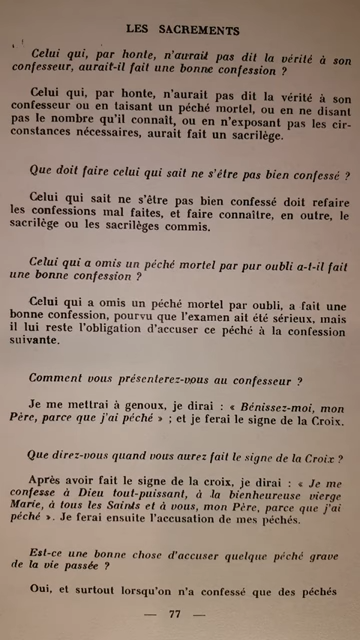 LES SACREMENTS
Celui qui, par honte, n'aurait pas dit la vérité à son
confesseur, aurait-il fait une bonne confession ?
Celui qui, par honte, n'aurait pas dit la vérité à son
confesseur ou en taisant un péché mortel, ou en ne disant
pas le nombre qu'il connaît, ou en n'exposant pas les cir-
constances nécessaires, aurait fait un sacrilège.
Que doit faire celui qui sait ne s'être pas bien confessé ?
Celui qui sait ne s'être pas bien confessé doit refaire
les confessions mal faites, et faire connaître, en outre, le
sacrilège ou les sacrilèges commis.
Celui qui a omis un péché mortel par pur oubli a-t-il fait
une bonne confession ?
Celui qui a omis un péché mortel par oubli, a fait une
bonne confession, pourvu que l'examen ait été sérieux, mais
il lui reste l'obligation d'accuser ce péché à la confession
suivante.
Comment vous présenterez-vous au confesseur ?
Je me mettrai à genoux, je dirai : « Bénissez-moi, mon
Père, parce que j'ai péché » ; et je ferai le signe de la Croix.
Que direz-vous quand vous aurez fait le signe de la Croix ?
Après avoir fait le signe de la croix, je dirai : « Je me
confesse à Dieu tout-puissant, à la bienheureuse vierge
Marie, à tous les Saints et à vous, mon Père, parce que j'ai
péché ». Je ferai ensuite l'accusation de mes péchés.
Est-ce une bonne chose d'accuser quelque péché grave
de la vie passée ?
Oui, et surtout lorsqu'on n'a confessé que des péchés
— 77 —